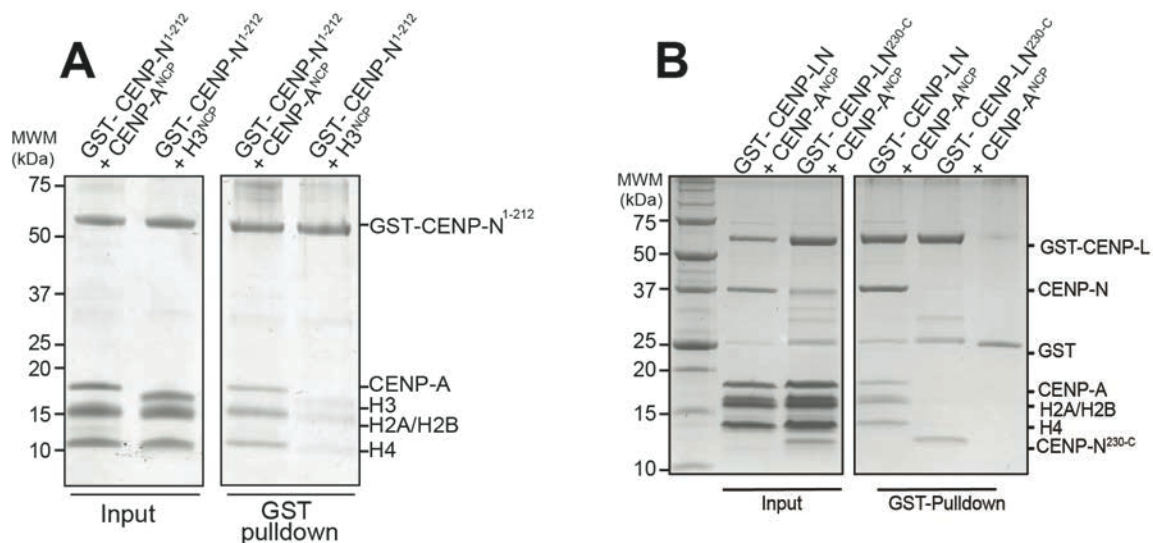 A
GST- CENP-N1-212
+ CENP-ANCP
GST- CENP-N1-212
+ H3NCP
GST- CENP-N1-212
+ CENP-ANCP
GST- CENP-N1-212
+ H3NCP
MWM
(kDa)
75
50
37
25
20
15
10
GST-CENP-N1-212
CENP-A
H3
H2A/H2B
H4
Input
GST
pulldown
B
GST- CENP-LN
+ CENP-ANCP
GST- CENP-LN230-C
+ CENP-ANCP
GST- CENP-LN
+ CENP-ANCP
GST- CENP-LN230-C
+ CENP-ANCP
MWM
(kDa)
75
50
37
25
20
15
10
GST-CENP-L
CENP-N
GST
CENP-A
H2A/H2B
H4
CENP-N230-C
Input
GST-Pulldown